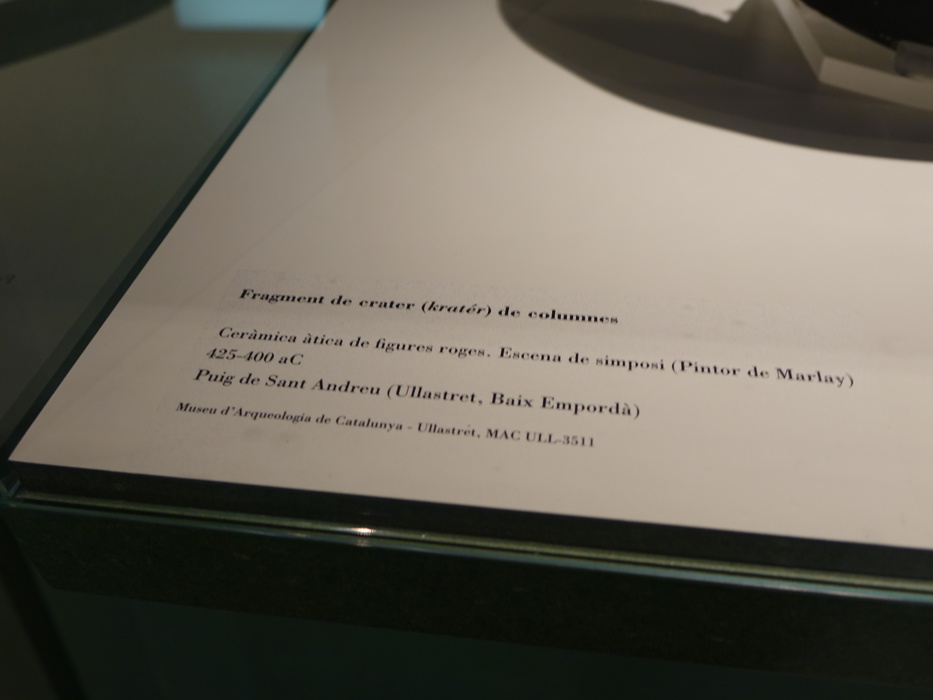 Fragment de crater (kratér) de columnes
Ceràmica àtica de figures roges. Escena de simposi (Pintor de Marlay)
425-400 aC
Puig de Sant Andreu (Ullastret, Baix Empordà)
Museu d'Arqueologia de Catalunya - Ullastret, MAC ULL-3511